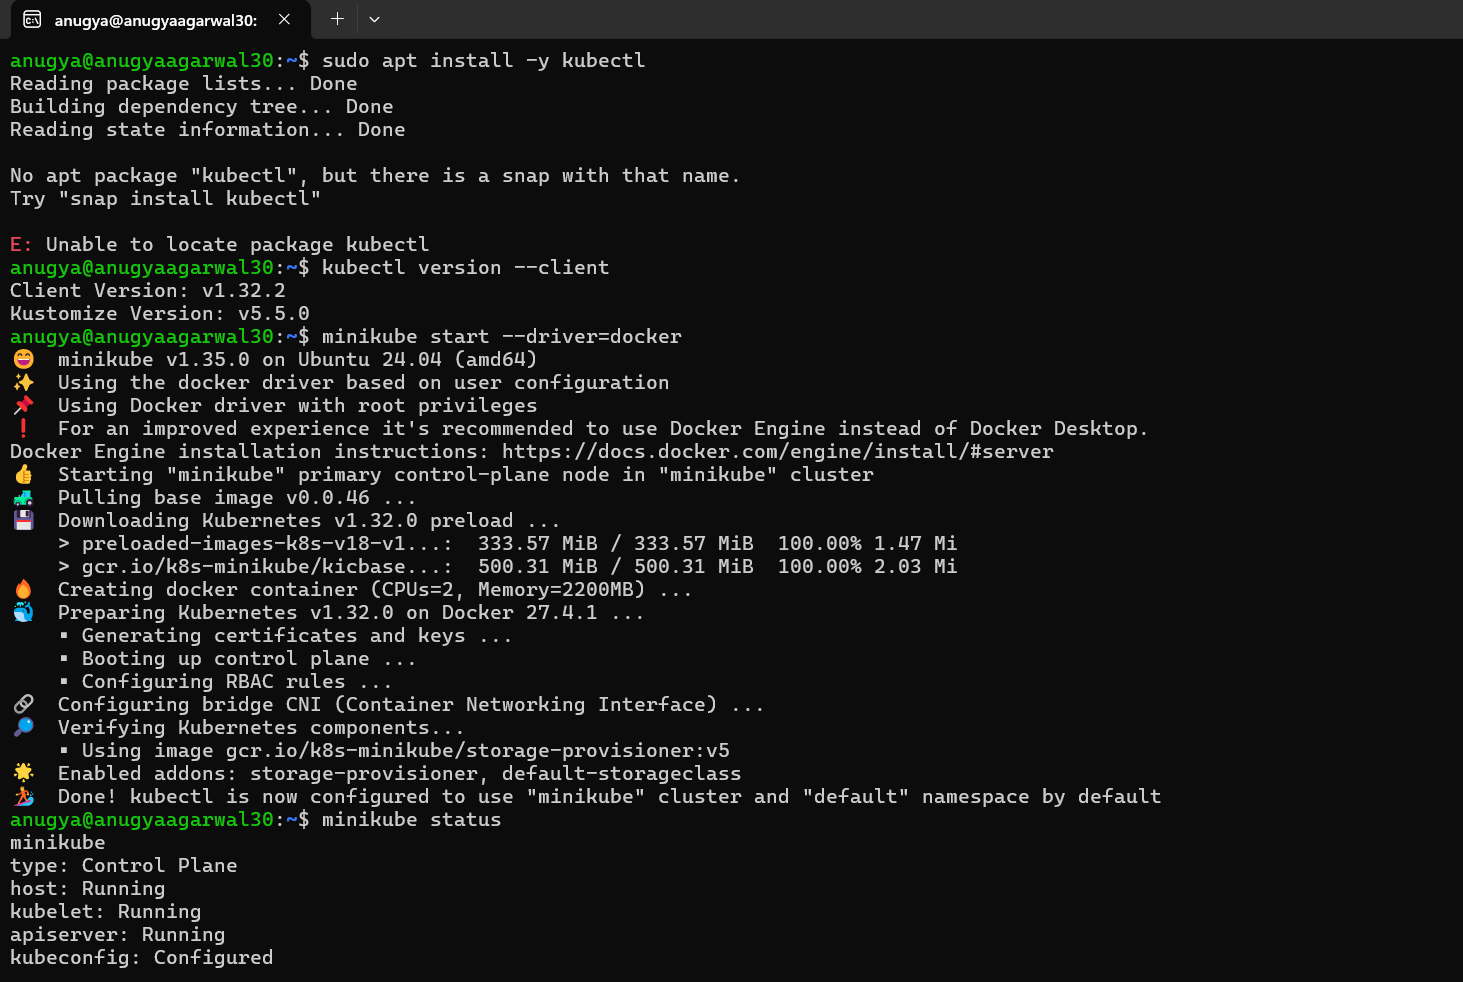 anugya@anugyaagarwal30:
anugya@anugyaagarwal30:~$ sudo apt install -y kubectl
Reading package lists... Done
Building dependency tree... Done
Reading state information... Done
No apt package "kubectl", but there is a snap with that name.
Try "snap install kubectl"
E: Unable to locate package kubectl
anugya@anugyaagarwal30:~$ kubectl version --client
Client Version: v1.32.2
Kustomize Version: v5.5.0
anugya@anugyaagarwal30:~$ minikube start --driver=docker
😄  minikube v1.35.0 on Ubuntu 24.04 (amd64)
✨  Using the docker driver based on user configuration
📌  Using Docker driver with root privileges
❗  For an improved experience it's recommended to use Docker Engine instead of Docker Desktop.
Docker Engine installation instructions: https://docs.docker.com/engine/install/#server
👍  Starting "minikube" primary control-plane node in "minikube" cluster
🚜  Pulling base image v0.0.46 ...
💾  Downloading Kubernetes v1.32.0 preload ...
    > preloaded-images-k8s-v18-v1...:  333.57 MiB / 333.57 MiB  100.00% 1.47 Mi
    > gcr.io/k8s-minikube/kicbase...:  500.31 MiB / 500.31 MiB  100.00% 2.03 Mi
🔥  Creating docker container (CPUs=2, Memory=2200MB) ...
🐳  Preparing Kubernetes v1.32.0 on Docker 27.4.1 ...
    ▪ Generating certificates and keys ...
    ▪ Booting up control plane ...
    ▪ Configuring RBAC rules ...
🔗  Configuring bridge CNI (Container Networking Interface) ...
🔎  Verifying Kubernetes components...
    ▪ Using image gcr.io/k8s-minikube/storage-provisioner:v5
🌟  Enabled addons: storage-provisioner, default-storageclass
🏄  Done! kubectl is now configured to use "minikube" cluster and "default" namespace by default
anugya@anugyaagarwal30:~$ minikube status
minikube
type: Control Plane
host: Running
kubelet: Running
apiserver: Running
kubeconfig: Configured